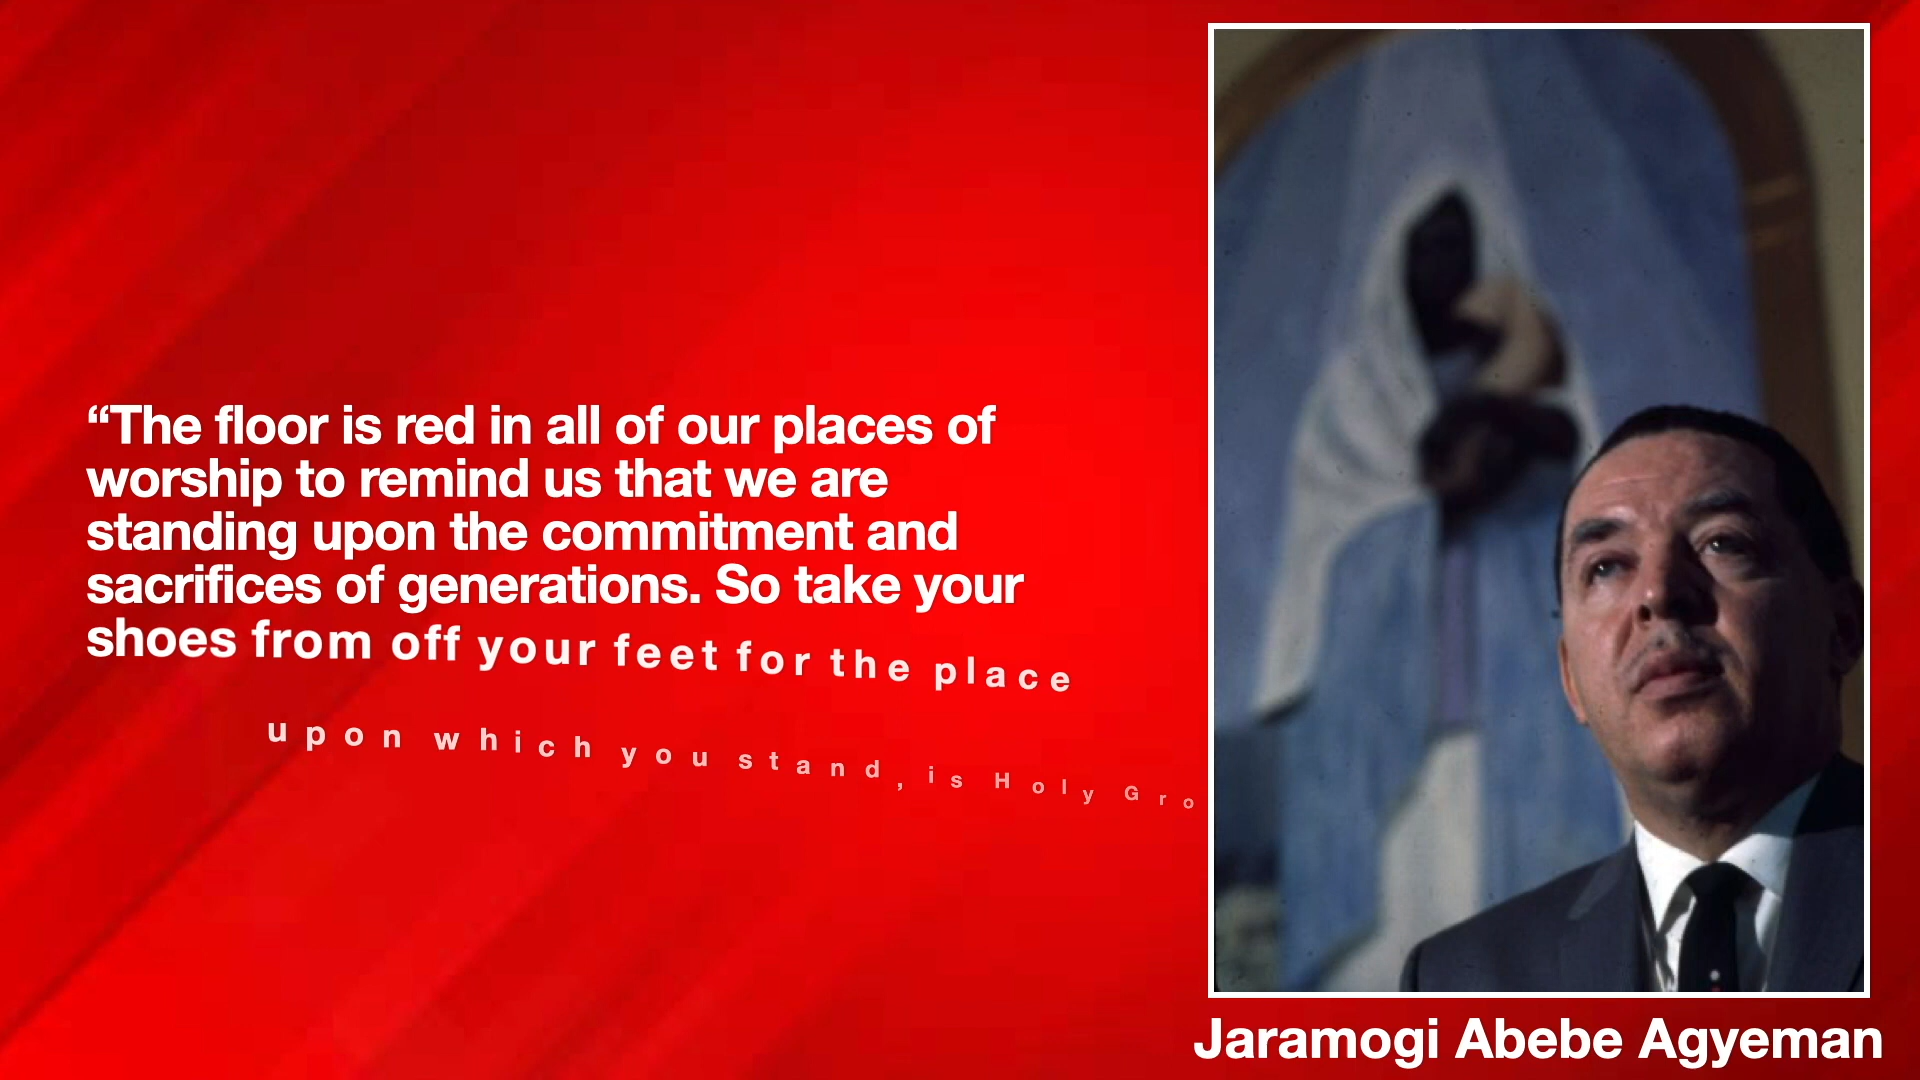 “The floor is red in all of our places of
worship to remind us that we are
standing upon the commitment and
sacrifices of generations. So take your
shoes from off your feet for the place
upon which you stand, is Holy Gro
Jaramogi Abebe Agyeman